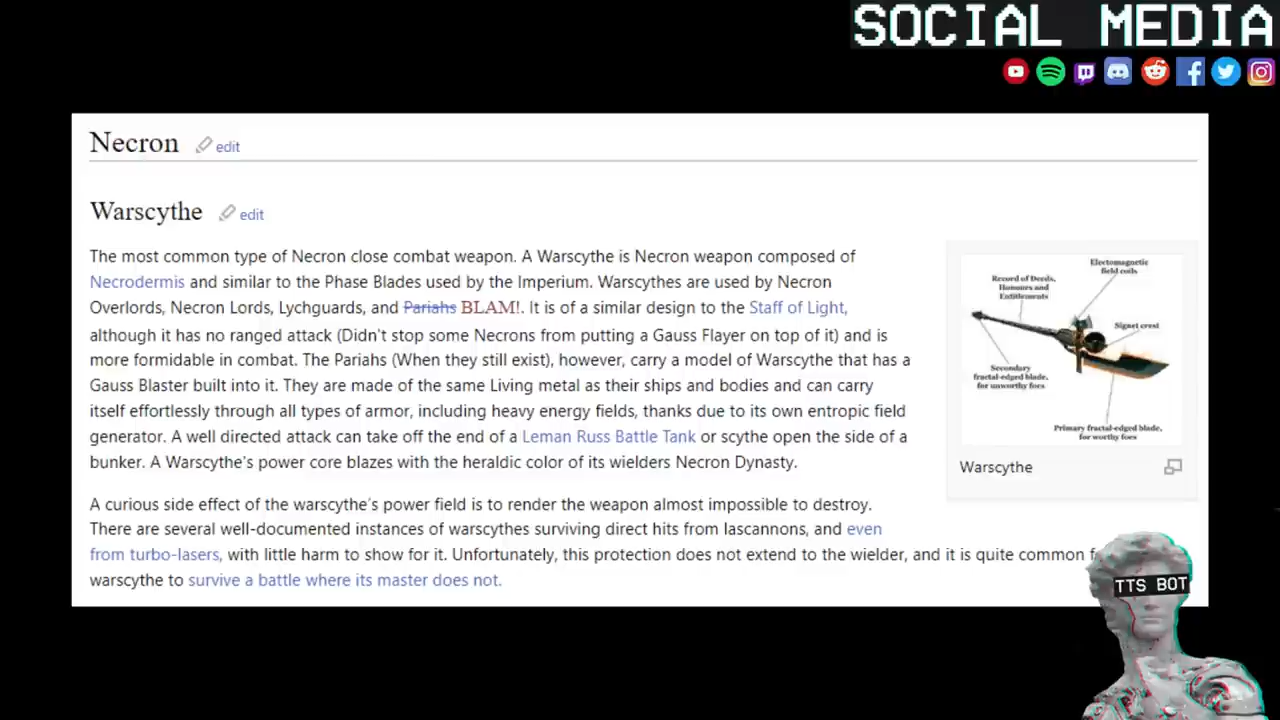 SOCIAL MEDIA
Necron edit
Warscythe edit
The most common type of Necron close combat weapon. A Warscythe is Necron weapon composed of
Necrodermis and similar to the Phase Blades used by the Imperium. Warscythes are used by Necron
Overlords, Necron Lords, Lychguards, and Pariahs BLAM!. It is of a similar design to the Staff of Light,
although it has no ranged attack (Didn't stop some Necrons from putting a Gauss Flayer on top of it) and is
more formidable in combat. The Pariahs (When they still exist), however, carry a model of Warscythe that has a
Gauss Blaster built into it. They are made of the same Living metal as their ships and bodies and can carry
itself effortlessly through all types of armor, including heavy energy fields, thanks due to its own entropic field
generator. A well directed attack can take off the end of a Leman Russ Battle Tank or scythe open the side of a
bunker. A Warscythe's power core blazes with the heraldic color of its wielders Necron Dynasty.
A curious side effect of the warscythe's power field is to render the weapon almost impossible to destroy.
There are several well-documented instances of warscythes surviving direct hits from lascannons, and even
from turbo-lasers, with little harm to show for it. Unfortunately, this protection does not extend to the wielder, and it is quite common
warscythe to survive a battle where its master does not.
Electromagnetic
field coils
Record of Deeds,
Honours and
Entitlements
Signet crest
Secondary
fractal-edged blade,
for unworthy foes
Primary fractal-edged blade,
for worthy foes
Warscythe
TTS BOT